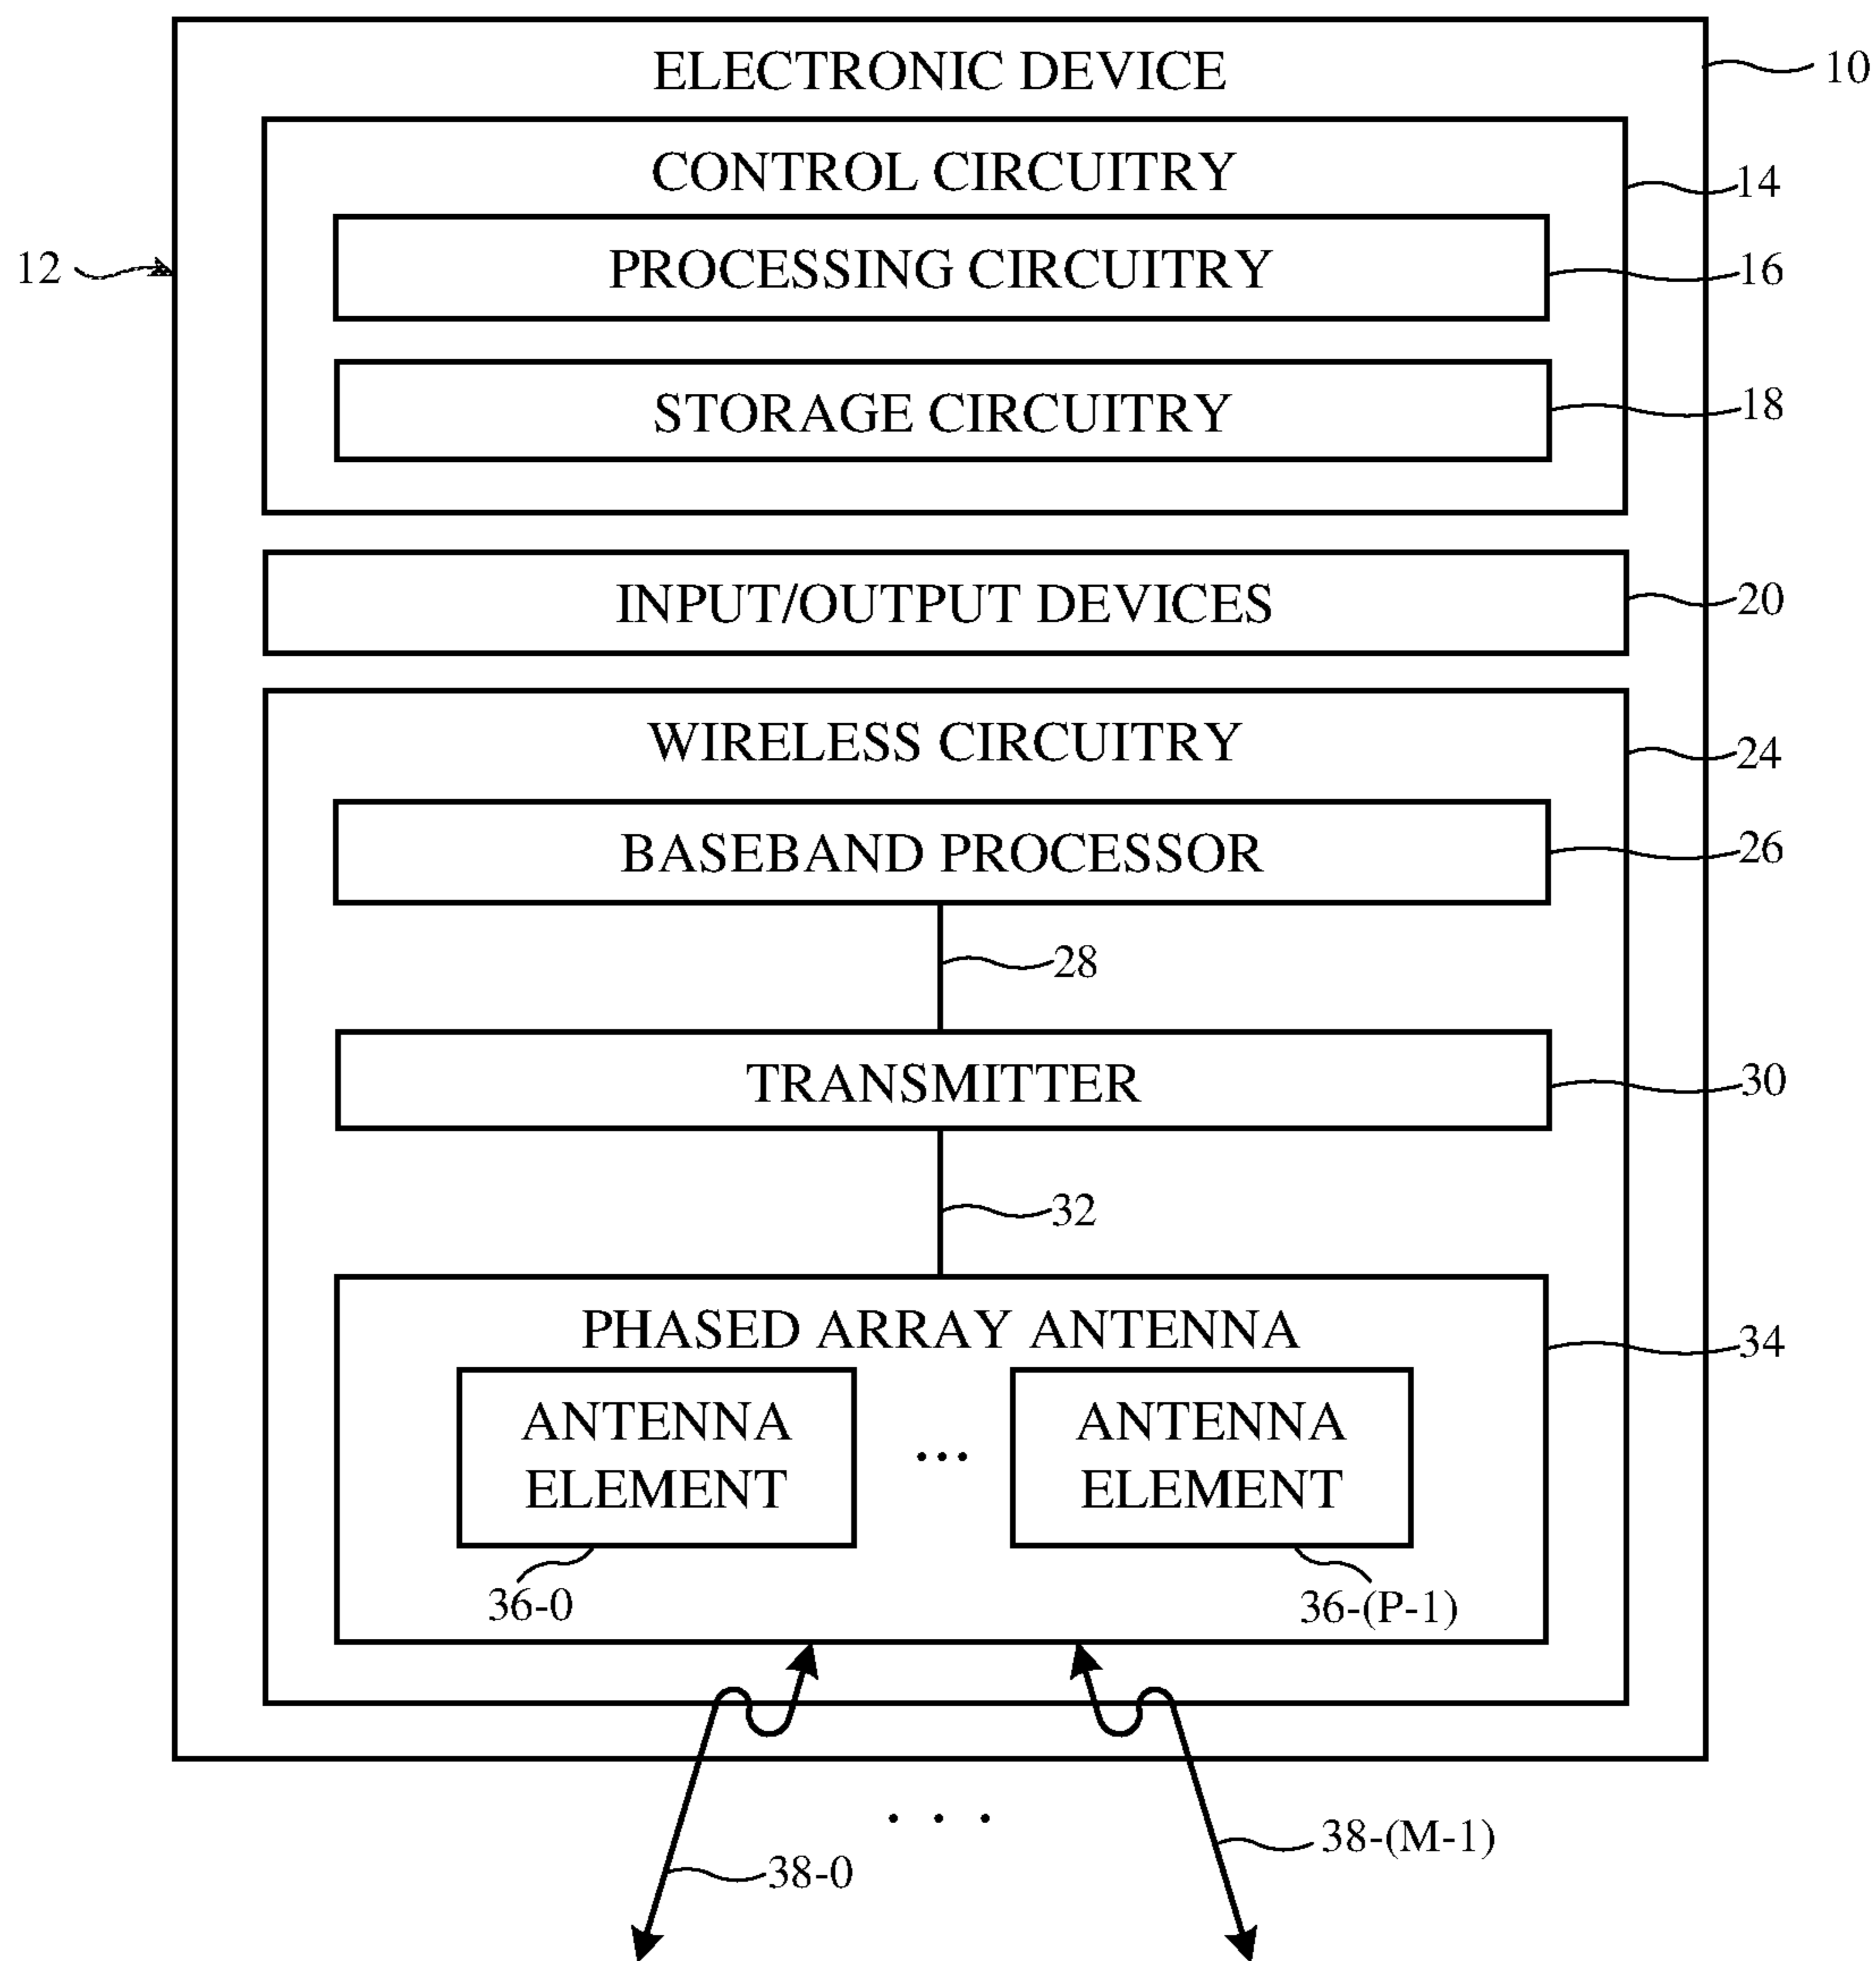 ELECTRONIC DEVICE
10
CONTROL CIRCUITRY
14
12
PROCESSING CIRCUITRY
16
STORAGE CIRCUITRY
18
INPUT/OUTPUT DEVICES
20
WIRELESS CIRCUITRY
24
BASEBAND PROCESSOR
26
28
TRANSMITTER
30
32
PHASED ARRAY ANTENNA
34
ANTENNA
ELEMENT
...
ANTENNA
ELEMENT
36-0
36-(P-1)
. . .
38-0
38-(M-1)